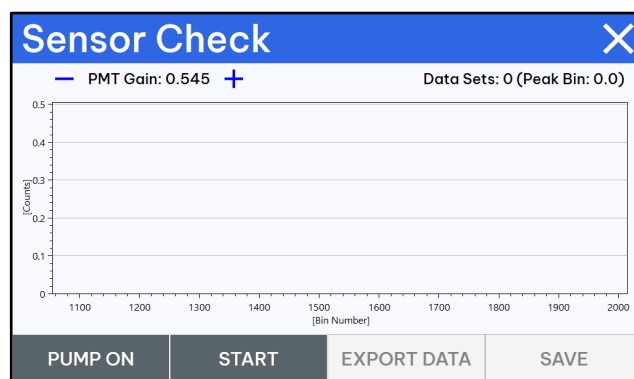 Sensor Check
PMT Gain: 0.545
Data Sets: 0 (Peak Bin: 0.0)
[Counts]
0.5
0.4
0.3
0.2
0.1
0
1100 1200 1300 1400 1500 1600 1700 1800 1900 2000
[Bin Number]
PUMP ON
START
EXPORT DATA
SAVE